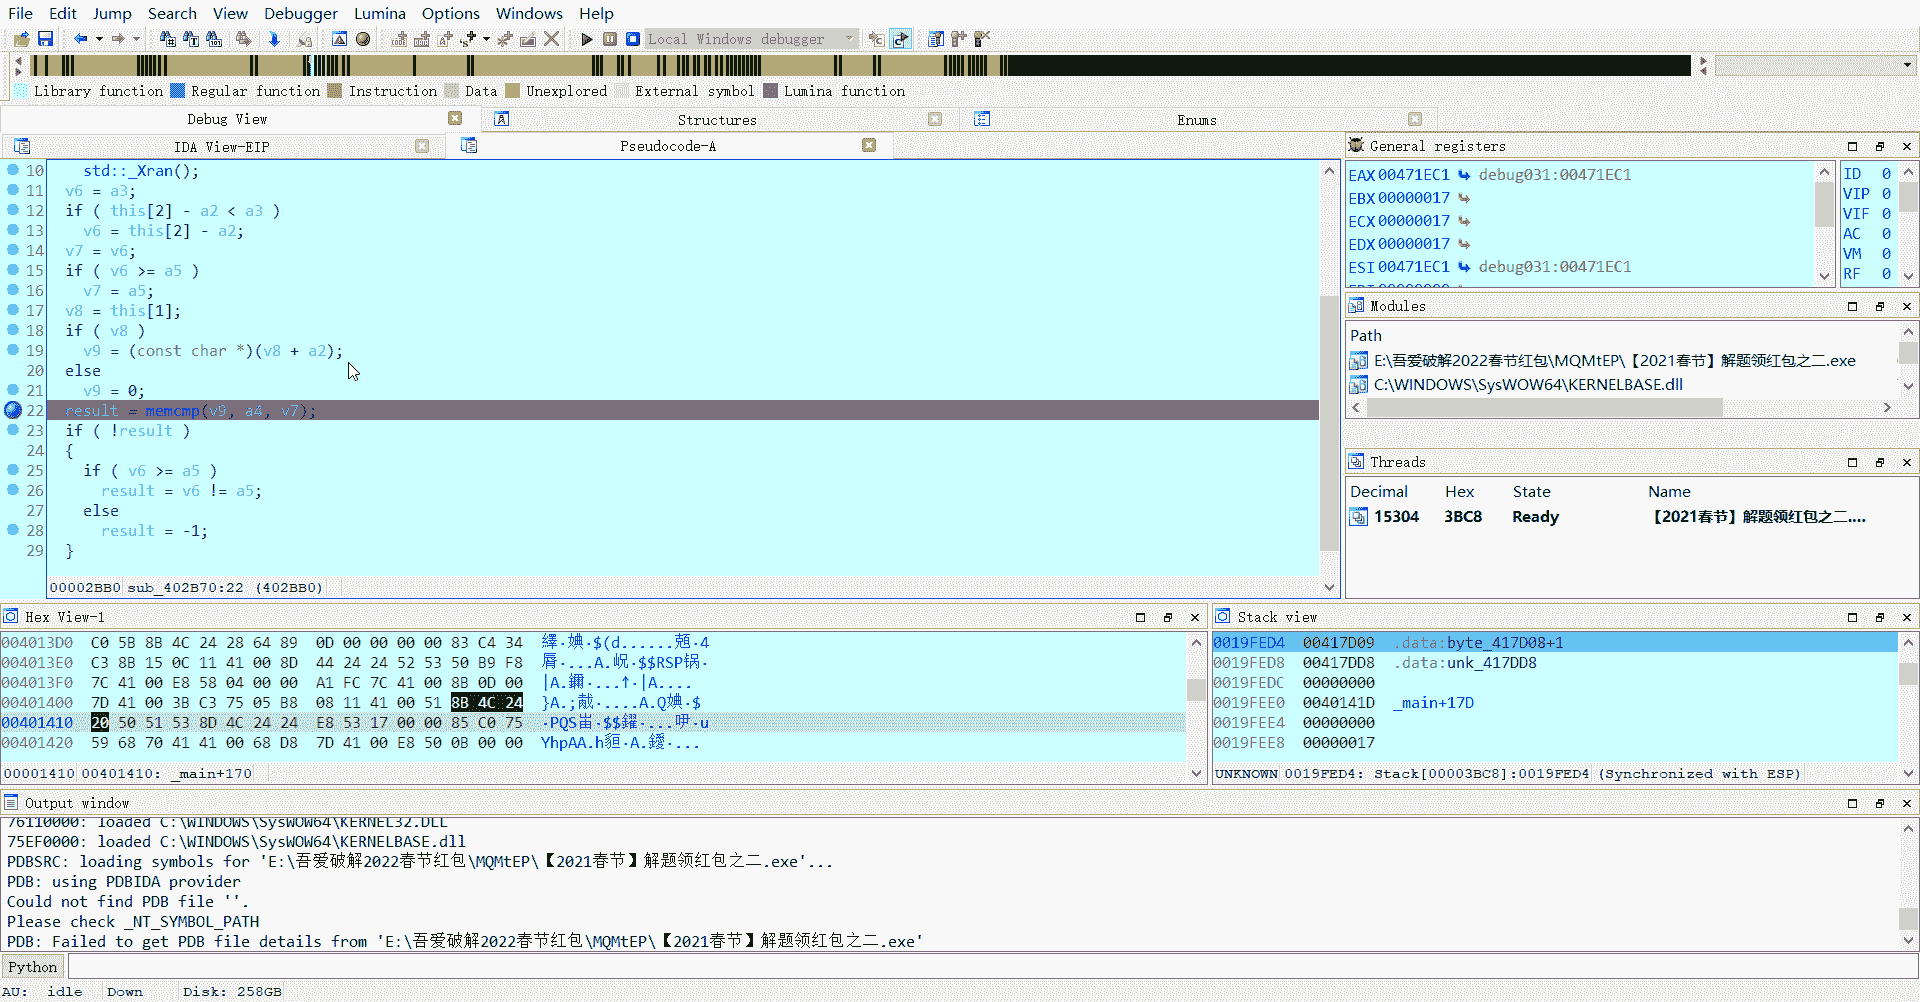 File Edit Jump Search View Debugger Lumina Options Windows Help
Local Windows debugger
Library function Regular function Instruction Data Unexplored External symbol Lumina function
Debug View Structures Enums
IDA View-EIP Pseudocode-A
10 std::_Xran();
11 v6 = a3;
12 if ( this[2] - a2 < a3 )
13 v6 = this[2] - a2;
14 v7 = v6;
15 if ( v6 >= a5 )
16 v7 = a5;
17 v8 = this[1];
18 if ( v8 )
19 v9 = (const char *)(v8 + a2);
20 else
21 v9 = 0;
22 result = memcmp(v9, a4, v7);
23 if ( !result )
24 {
25 if ( v6 >= a5 )
26 result = v6 != a5;
27 else
28 result = -1;
29 }
00002BB0 sub_402B70:22 (402BB0)
General registers
EAX 00471EC1 debug031:00471EC1
EBX 00000017
ECX 00000017
EDX 00000017
ESI 00471EC1 debug031:00471EC1
ID 0
VIP 0
VIF 0
AC 0
VM 0
RF 0
Modules
Path
E:\吾爱破解2022春节红包\MQMtEP\【2021春节】解题领红包之二.exe
C:\WINDOWS\SysWOW64\KERNELBASE.dll
Threads
Decimal Hex State Name
15304 3BC8 Ready 【2021春节】解题领红包之二....
Hex View-1
004013D0 C0 5B 8B 4C 24 28 64 89 0D 00 00 00 00 83 C4 34
004013E0 C3 8B 15 0C 11 41 00 8D 44 24 24 52 53 50 B9 F8
004013F0 7C 41 00 E8 58 04 00 00 A1 FC 7C 41 00 8B 0D 00
00401400 7D 41 00 3B C3 75 05 B8 08 11 41 00 51 8B 4C 24
00401410 20 50 51 53 8D 4C 24 24 E8 53 17 00 00 85 C0 75
00401420 59 68 70 41 41 00 68 D8 7D 41 00 E8 50 0B 00 00
00001410 00401410: _main+170
Stack view
0019FED4 00417D09 .data:byte_417D08+1
0019FED8 00417DD8 .data:unk_417DD8
0019FEDC 00000000
0019FEE0 0040141D _main+17D
0019FEE4 00000000
0019FEE8 00000017
UNKNOWN 0019FED4: Stack[00003BC8]:0019FED4 (Synchronized with ESP)
Output window
76110000: loaded C:\WINDOWS\SysWOW64\KERNEL32.DLL
75EF0000: loaded C:\WINDOWS\SysWOW64\KERNELBASE.dll
PDBSRC: loading symbols for 'E:\吾爱破解2022春节红包\MQMtEP\【2021春节】解题领红包之二.exe'...
PDB: using PDBIDA provider
Could not find PDB file ''.
Please check _NT_SYMBOL_PATH
PDB: Failed to get PDB file details from 'E:\吾爱破解2022春节红包\MQMtEP\【2021春节】解题领红包之二.exe'
Python
AU: idle Down Disk: 258GB